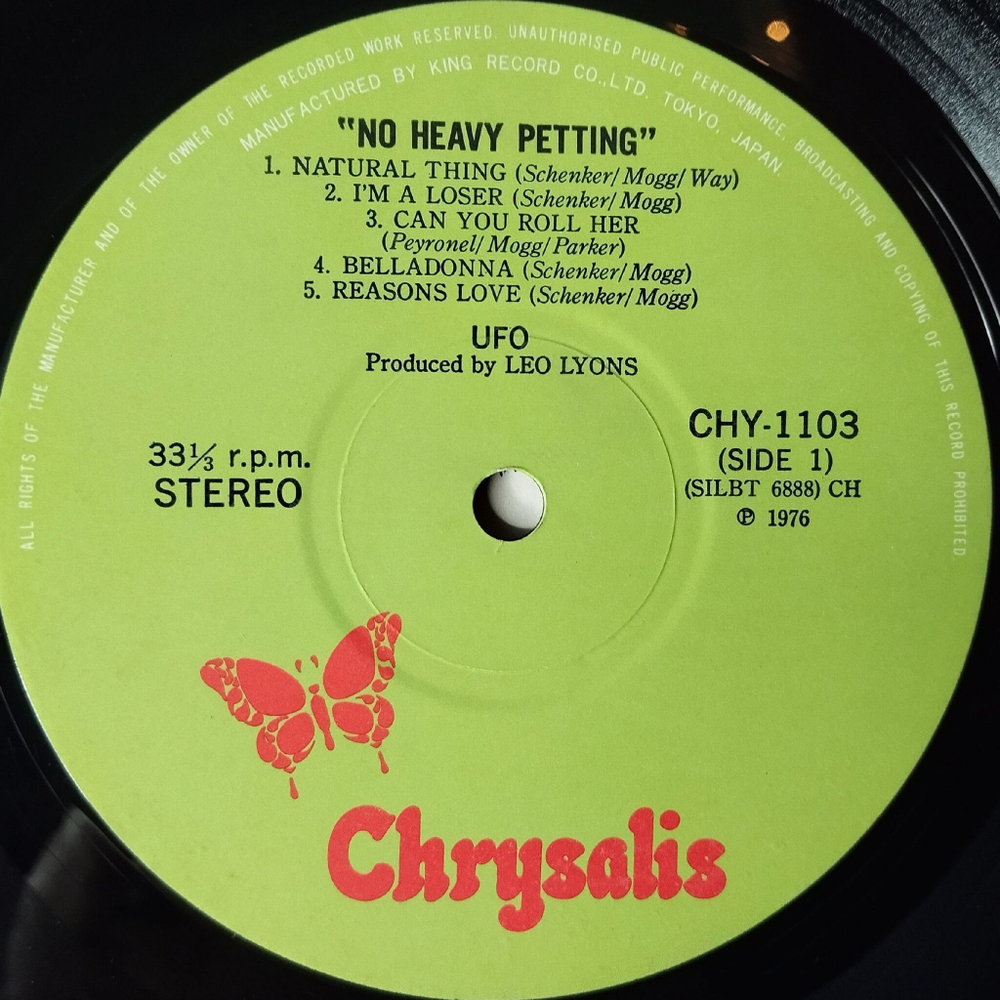 ALL RIGHTS OF THE MANUFACTURER AND OF THE OWNER OF THE RECORDED WORK RESERVED. UNAUTHORISED PUBLIC PERFORMANCE, BROADCASTING AND COPYING OF THIS RECORD PROHIBITED
MANUFACTURED BY KING RECORD CO.,LTD. TOKYO, JAPAN.
"NO HEAVY PETTING"
1. NATURAL THING (Schenker/Mogg/Way)
2. I'M A LOSER (Schenker/Mogg)
3. CAN YOU ROLL HER
(Peyronel/Mogg/Parker)
4. BELLADONNA (Schenker/Mogg)
5. REASONS LOVE (Schenker/Mogg)
UFO
Produced by LEO LYONS
33⅓ r.p.m.
STEREO
CHY-1103
(SIDE 1)
(SILBT 6888) CH
℗ 1976
Chrysalis